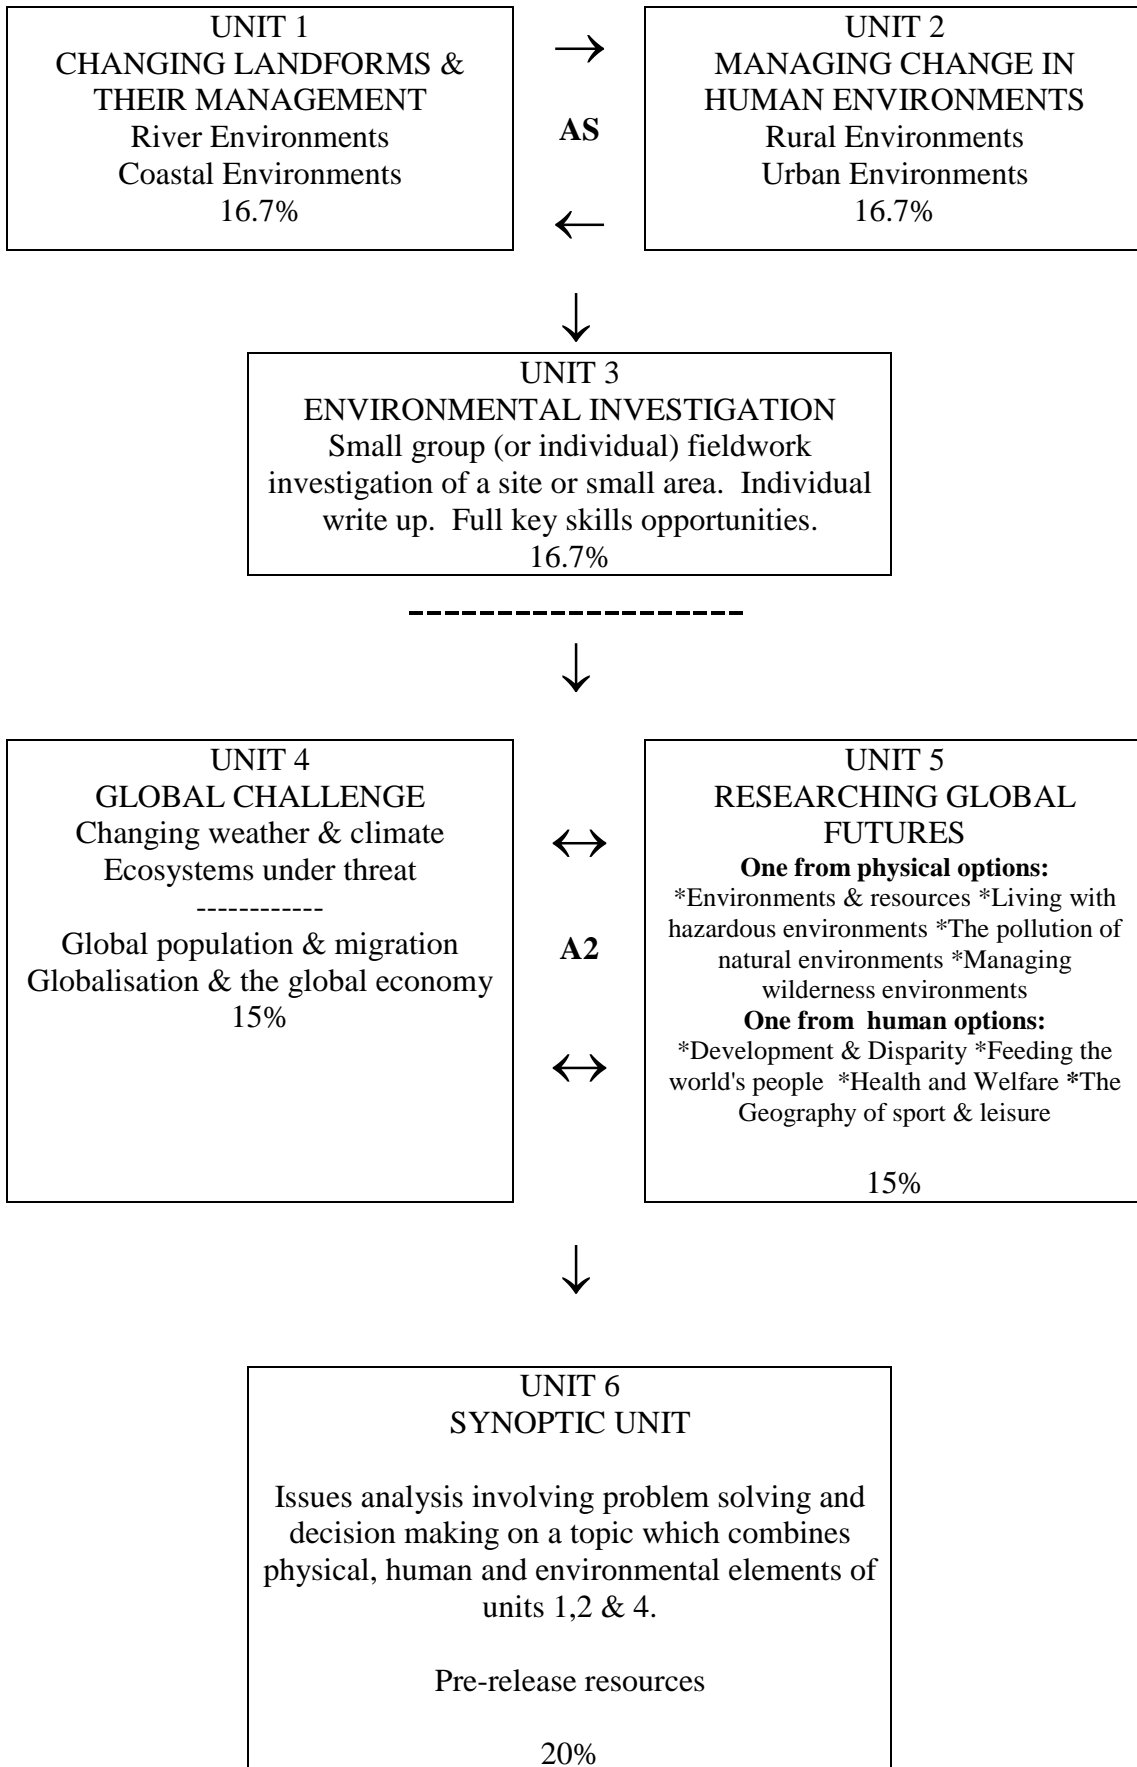 UNIT 1
CHANGING LANDFORMS &
THEIR MANAGEMENT
River Environments
Coastal Environments
16.7%
→
AS
←
UNIT 2
MANAGING CHANGE IN
HUMAN ENVIRONMENTS
Rural Environments
Urban Environments
16.7%
↓
UNIT 3
ENVIRONMENTAL INVESTIGATION
Small group (or individual) fieldwork
investigation of a site or small area.  Individual
write up.  Full key skills opportunities.
16.7%
-------------------
↓
UNIT 4
GLOBAL CHALLENGE
Changing weather & climate
Ecosystems under threat
------------
Global population & migration
Globalisation & the global economy
15%
↔
A2
↔
UNIT 5
RESEARCHING GLOBAL
FUTURES
One from physical options:
*Environments & resources *Living with
hazardous environments *The pollution of
natural environments *Managing
wilderness environments
One from  human options:
*Development & Disparity *Feeding the
world's people  *Health and Welfare *The
Geography of sport & leisure
15%
↓
UNIT 6
SYNOPTIC UNIT
Issues analysis involving problem solving and
decision making on a topic which combines
physical, human and environmental elements of
units 1,2 & 4.
Pre-release resources
20%